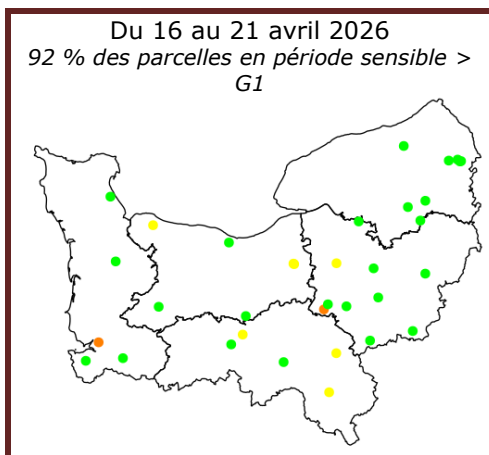 Du 16 au 21 avril 2026
92 % des parcelles en période sensible >
G1